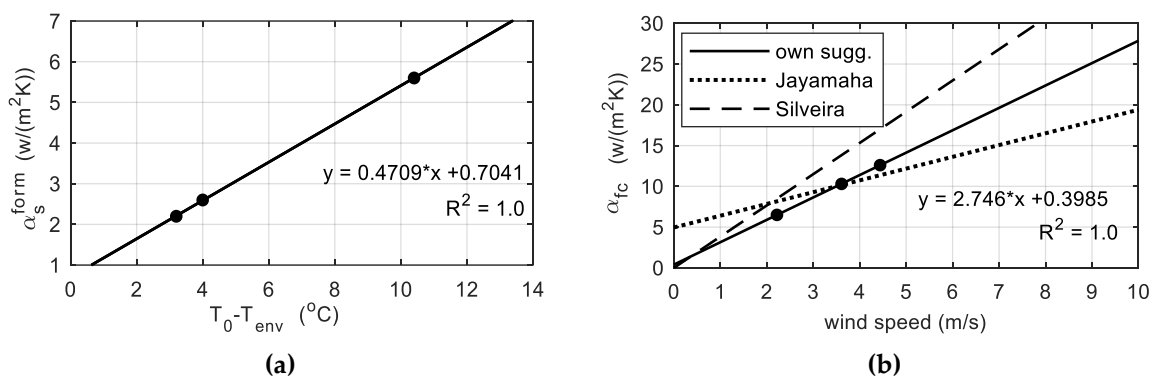 7
6
5
4
3
2
1
0 2 4 6 8 10 12 14
α_s^form (w/(m²K))
T₀-T_env (°C)
y = 0.4709*x +0.7041
R² = 1.0
(a)
30
25
20
15
10
5
0
0 1 2 3 4 5 6 7 8 9 10
α_fc (w/(m²K))
wind speed (m/s)
own sugg.
Jayamaha
Silveira
y = 2.746*x +0.3985
R² = 1.0
(b)